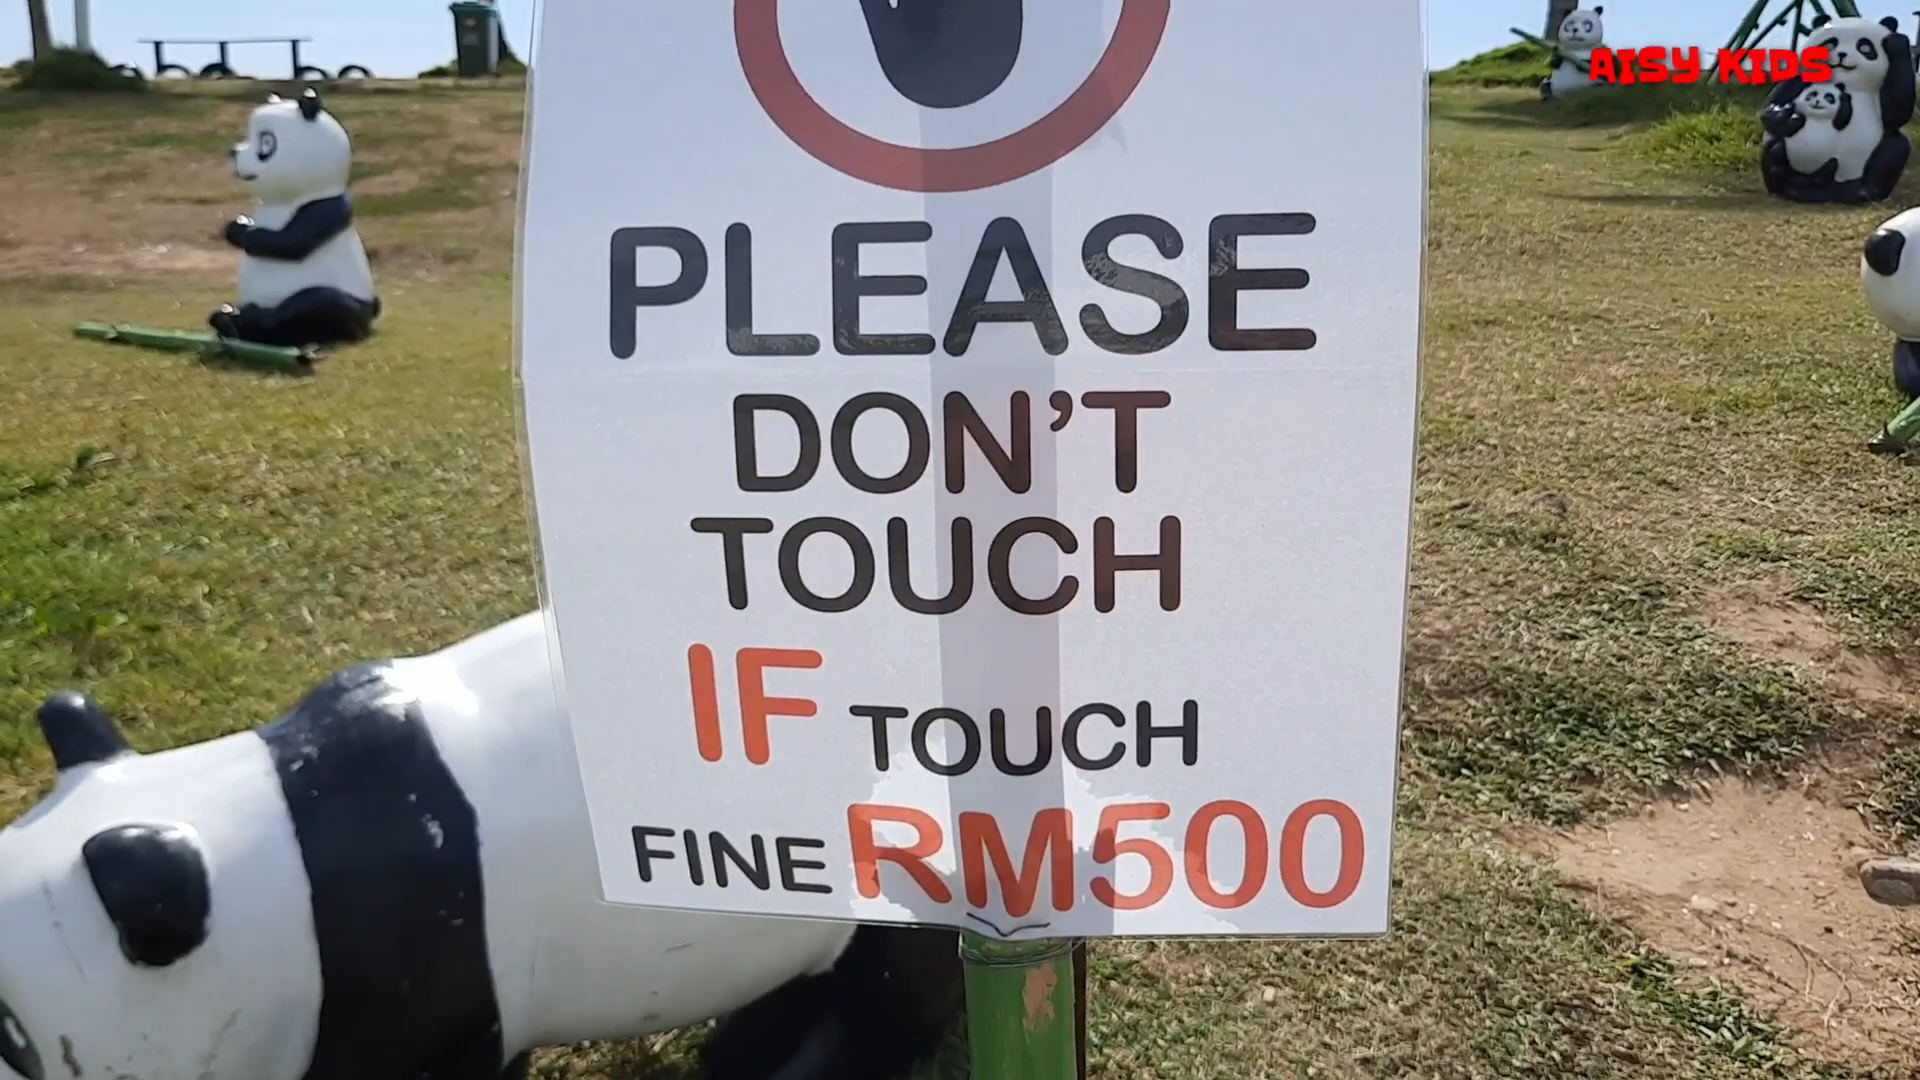 AISY KIDS
PLEASE
DON'T
TOUCH
IF TOUCH
FINE RM500